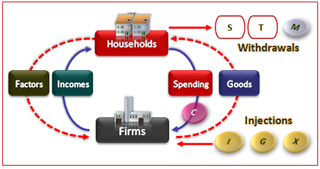 S T M
Households
Withdrawals
Factors Incomes Spending Goods
C
Firms
Injections
I G X